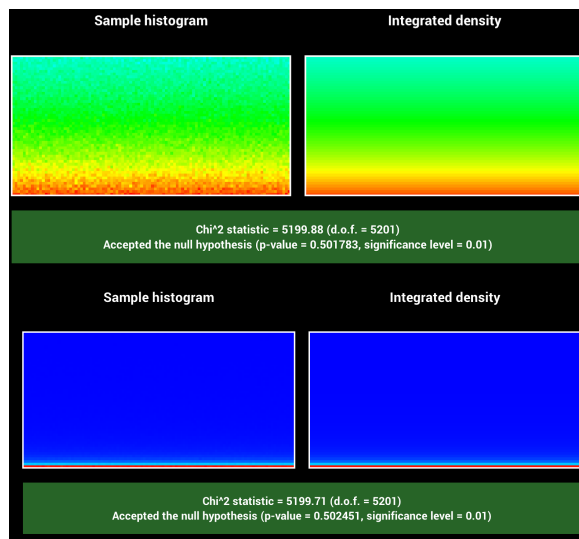 Sample histogram
Integrated density
Chi^2 statistic = 5199.88 (d.o.f. = 5201)
Accepted the null hypothesis (p-value = 0.501783, significance level = 0.01)
Sample histogram
Integrated density
Chi^2 statistic = 5199.71 (d.o.f. = 5201)
Accepted the null hypothesis (p-value = 0.502451, significance level = 0.01)